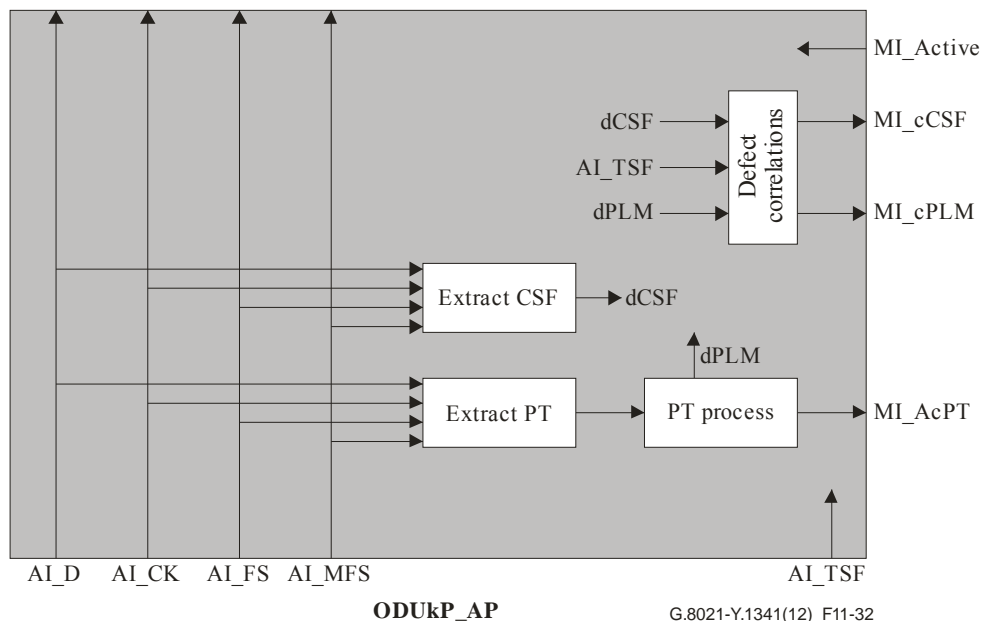 MI_Active
dCSF
MI_cCSF
AI_TSF
Defect
correlations
dPLM
MI_cPLM
Extract CSF
dCSF
dPLM
Extract PT
PT process
MI_AcPT
AI_D
AI_CK
AI_FS
AI_MFS
AI_TSF
ODUkP_AP
G.8021-Y.1341(12)_F11-32